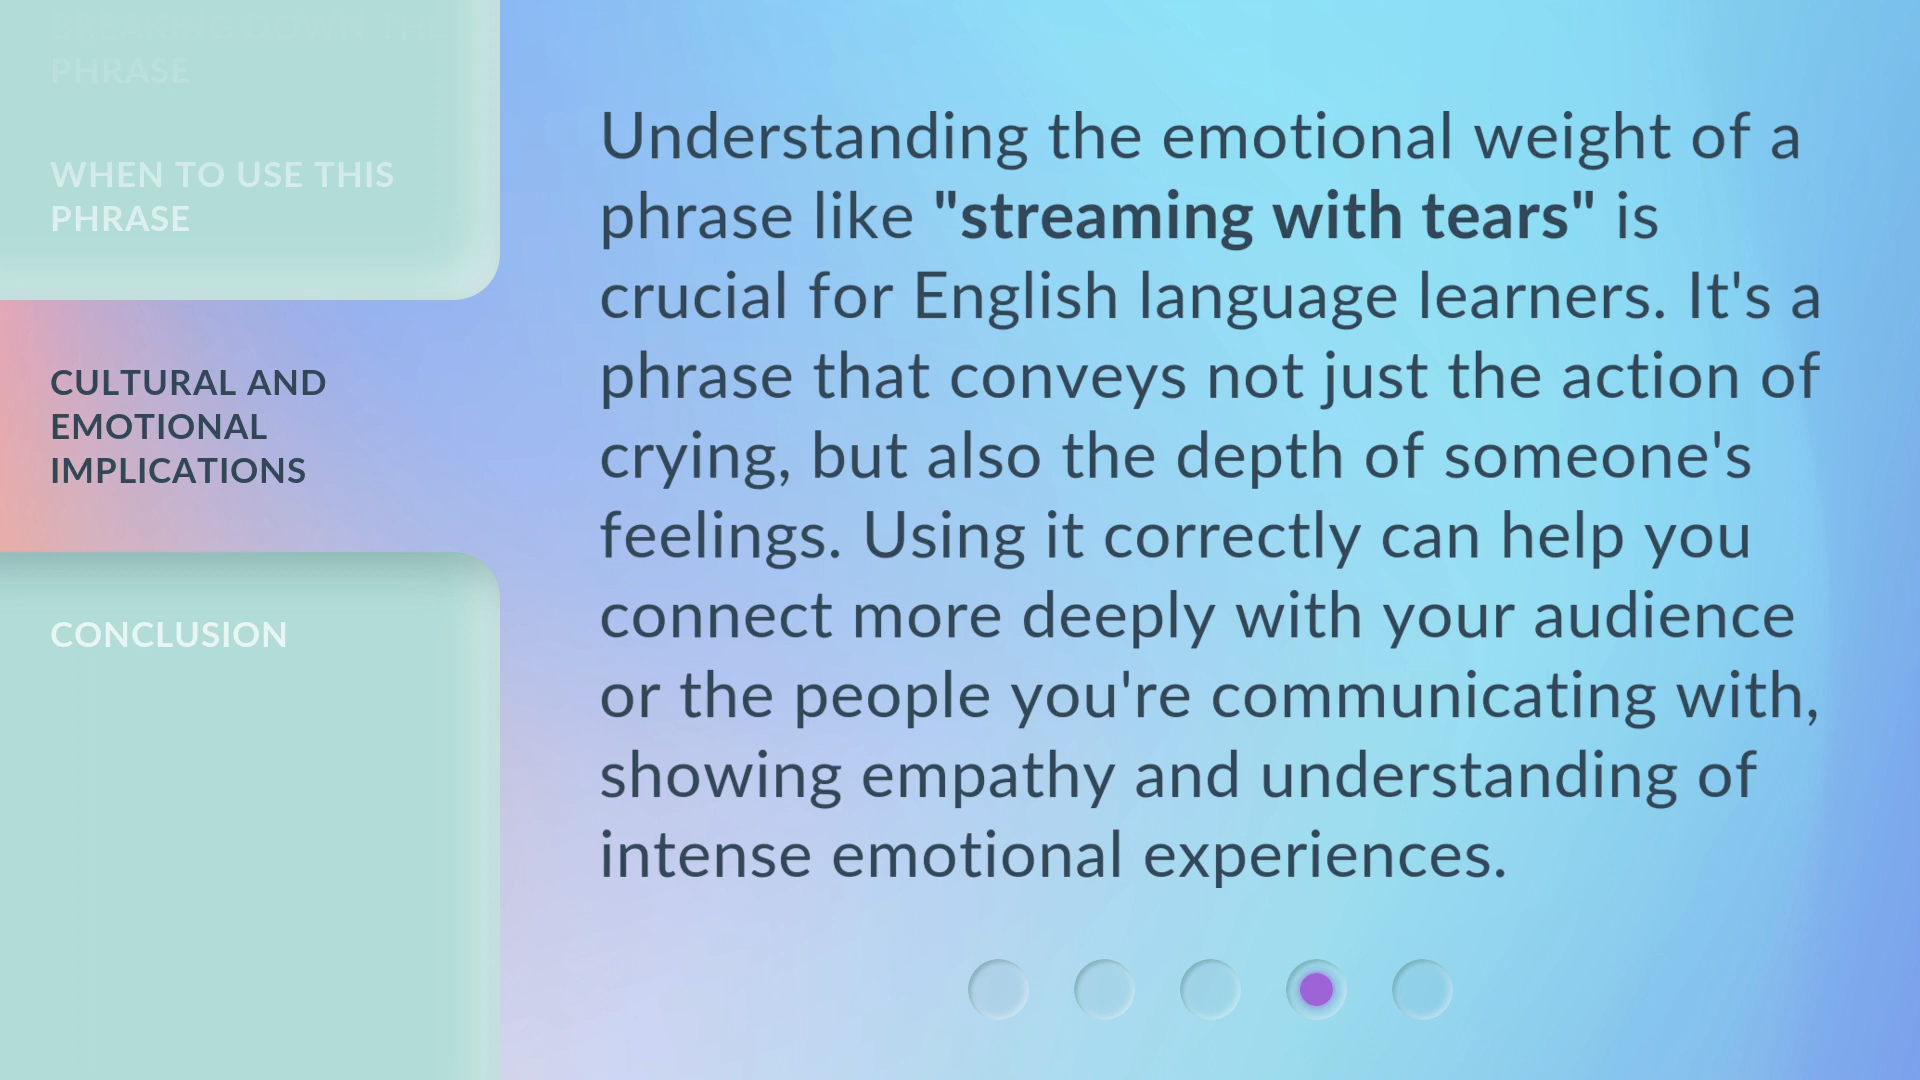 BREAKING DOWN THE
PHRASE
WHEN TO USE THIS
PHRASE
CULTURAL AND
EMOTIONAL
IMPLICATIONS
CONCLUSION
Understanding the emotional weight of a
phrase like "streaming with tears" is
crucial for English language learners. It's a
phrase that conveys not just the action of
crying, but also the depth of someone's
feelings. Using it correctly can help you
connect more deeply with your audience
or the people you're communicating with,
showing empathy and understanding of
intense emotional experiences.